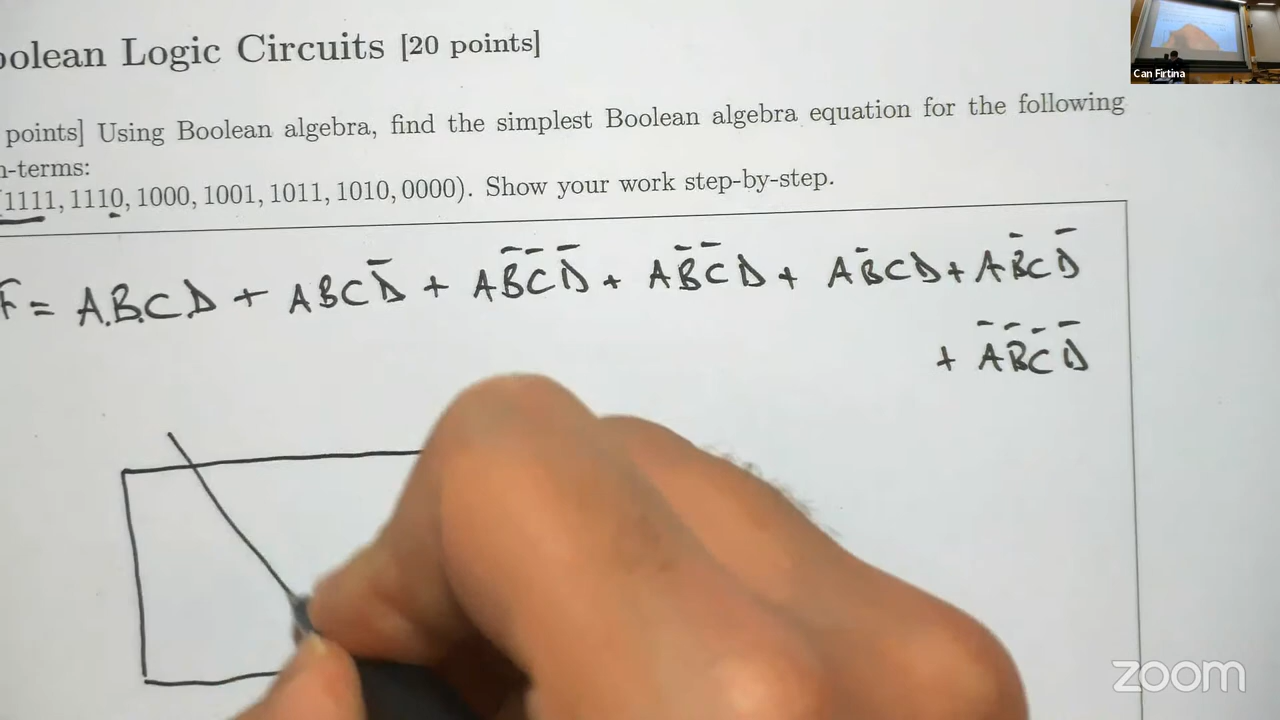 oolean Logic Circuits [20 points]
Can Firtina
points] Using Boolean algebra, find the simplest Boolean algebra equation for the following
n-terms:
1111, 1110, 1000, 1001, 1011, 1010, 0000). Show your work step-by-step.
F = A.B.C.D + ABCD̅ + AB̅C̅D̅ + AB̅C̅D + AB̅CD + AB̅CD̅
+ A̅B̅C̅D̅
zoom